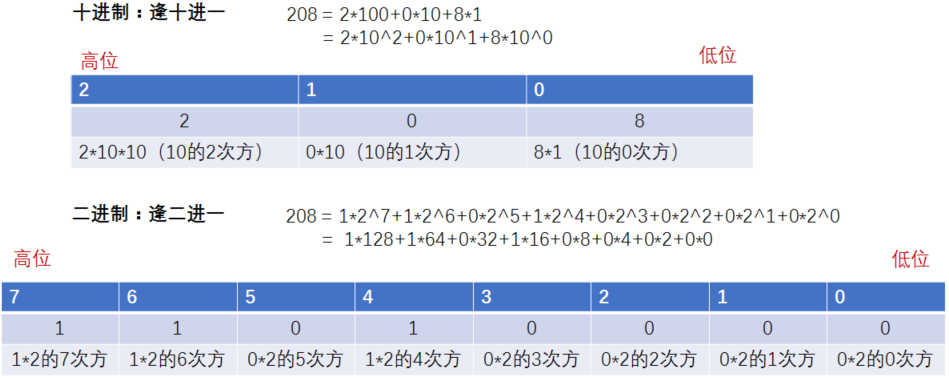 十进制：逢十进一 208 = 2*100+0*10+8*1
= 2*10^2+0*10^1+8*10^0
高位 低位
2 1 0
2 0 8
2*10*10（10的2次方） 0*10（10的1次方） 8*1（10的0次方）
二进制：逢二进一 208 = 1*2^7+1*2^6+0*2^5+1*2^4+0*2^3+0*2^2+0*2^1+0*2^0
= 1*128+1*64+0*32+1*16+0*8+0*4+0*2+0*0
高位 低位
7 6 5 4 3 2 1 0
1 1 0 1 0 0 0 0
1*2的7次方 1*2的6次方 0*2的5次方 1*2的4次方 0*2的3次方 0*2的2次方 0*2的1次方 0*2的0次方